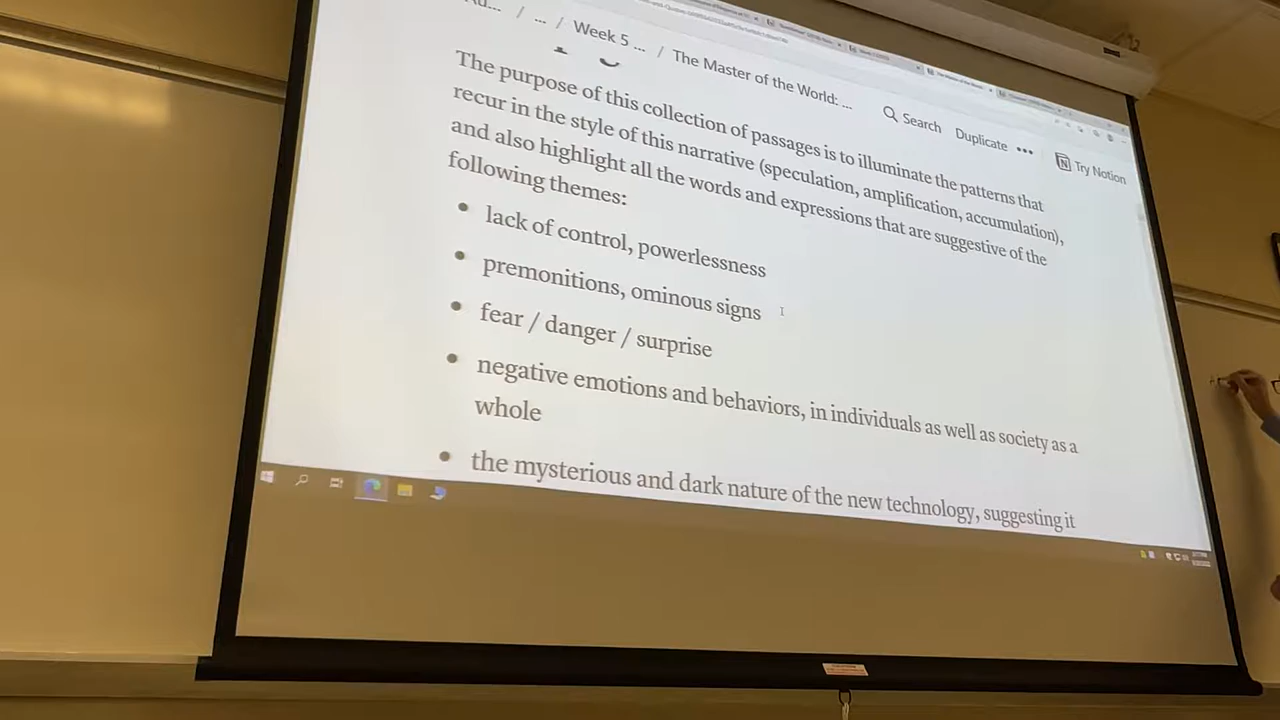 / ... / Week 5 ... / The Master of the World: ...
Search Duplicate ••• Try Notion
The purpose of this collection of passages is to illuminate the patterns that
recur in the style of this narrative (speculation, amplification, accumulation),
and also highlight all the words and expressions that are suggestive of the
following themes:
• lack of control, powerlessness
• premonitions, ominous signs
• fear / danger / surprise
• negative emotions and behaviors, in individuals as well as society as a
whole
• the mysterious and dark nature of the new technology, suggesting it